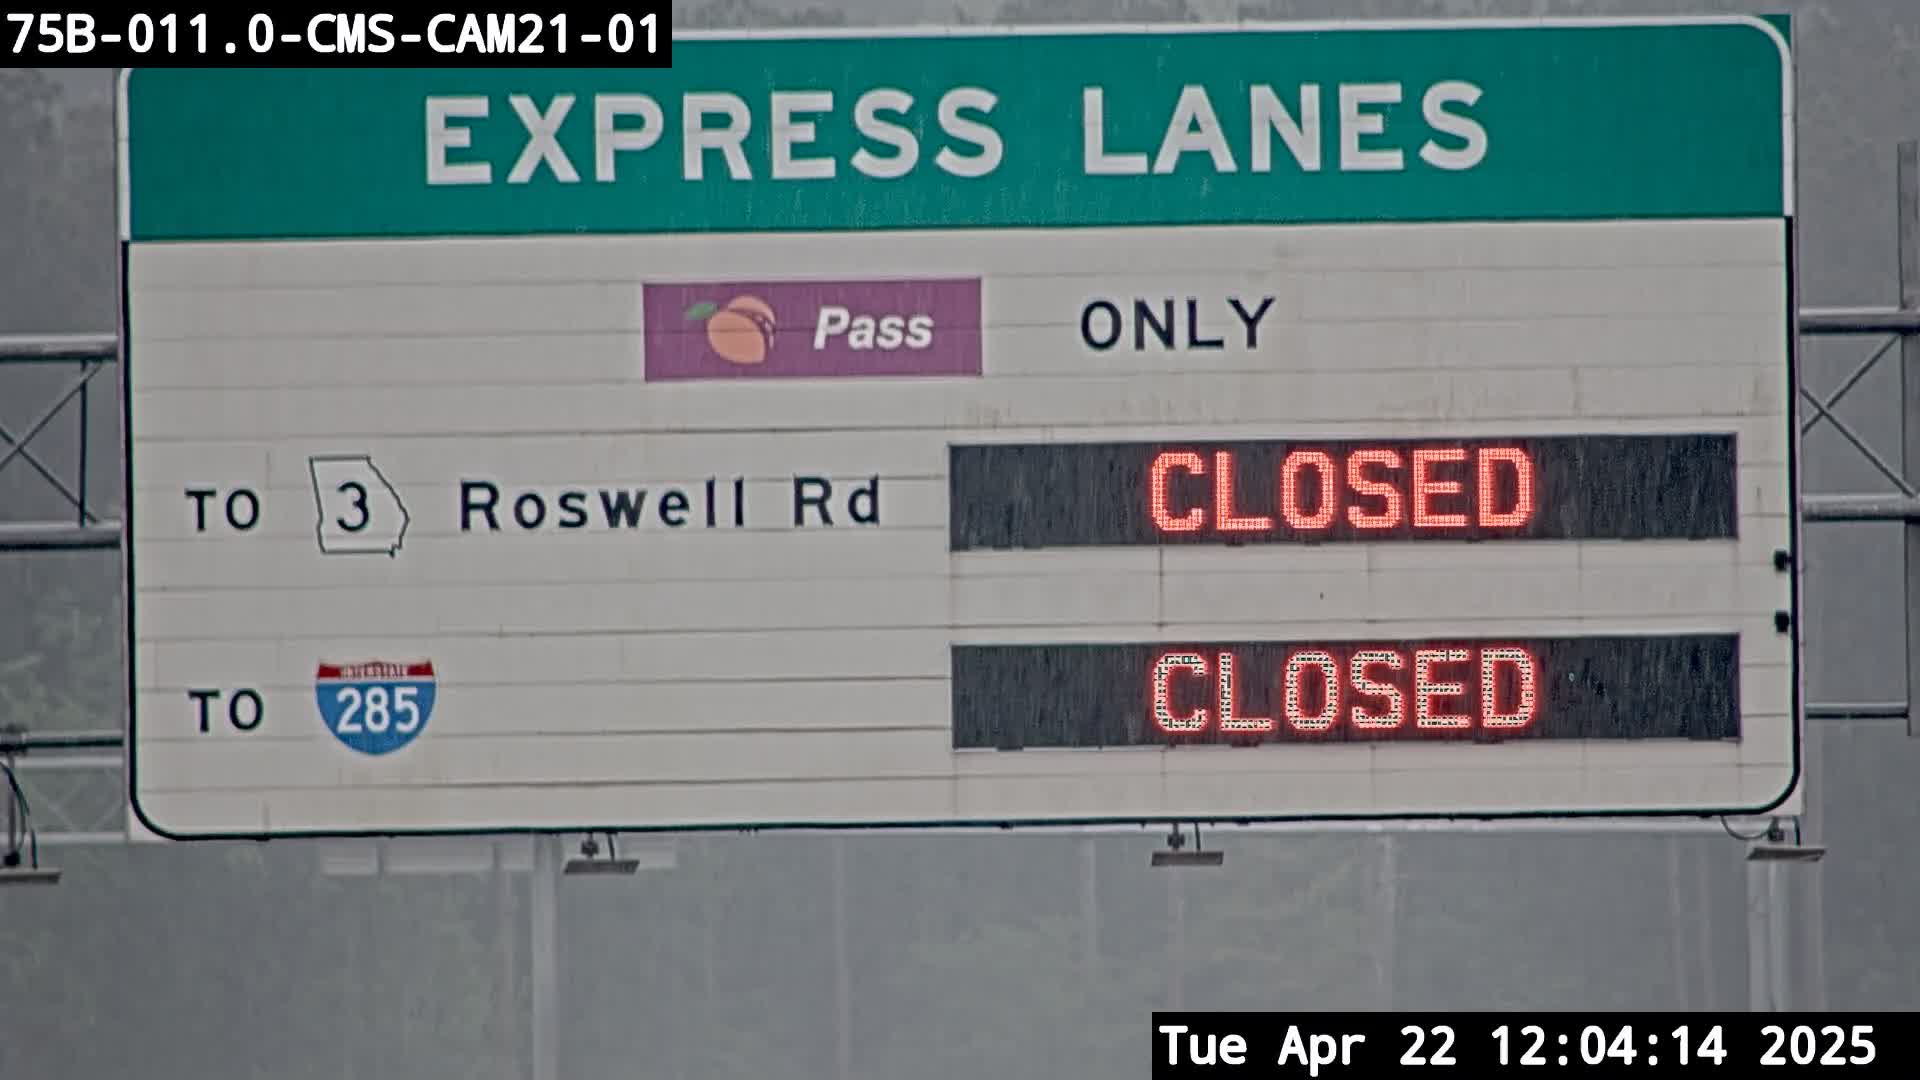 75B-011.0-CMS-CAM21-01
EXPRESS LANES
Pass ONLY
TO 3 Roswell Rd CLOSED
TO INTERSTATE 285 CLOSED
Tue Apr 22 12:04:14 2025